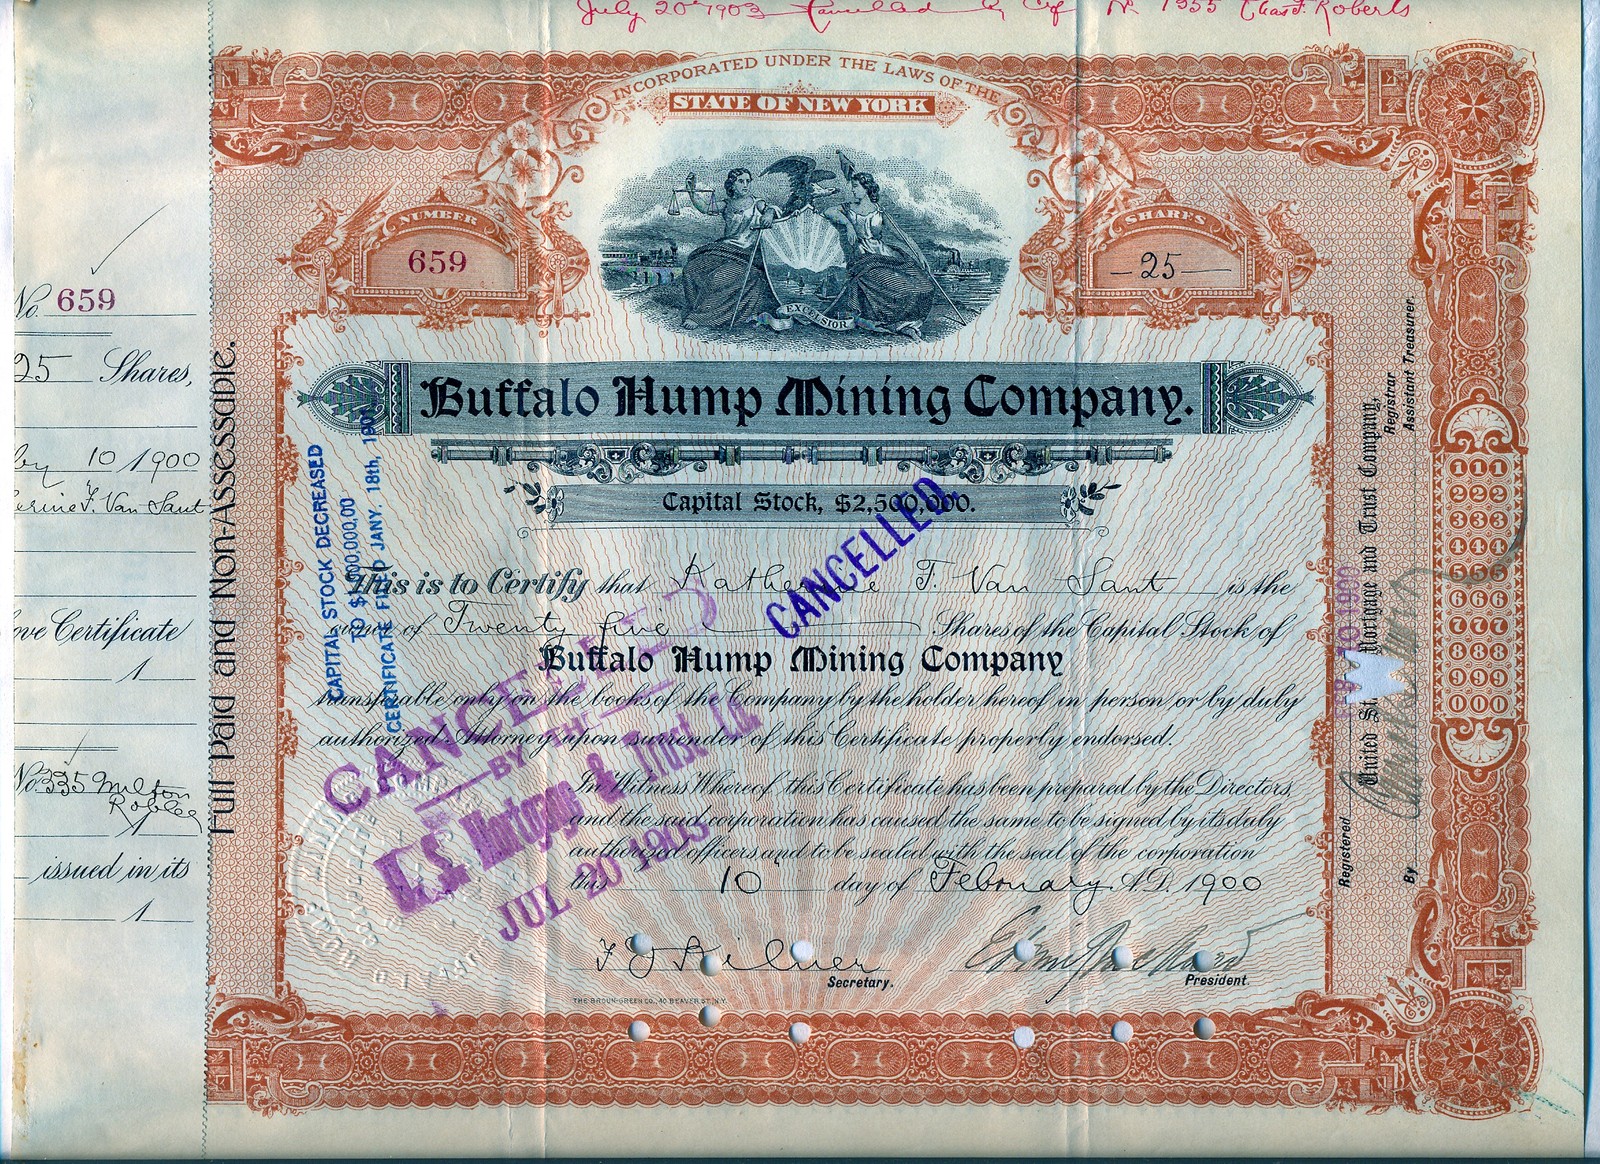 July 20 1903 Cancelled by Ctf No 1355 Chas F. Roberts
INCORPORATED UNDER THE LAWS OF THE
STATE OF NEW YORK
NUMBER
659
SHARES
25
EXCELSIOR
Buffalo Hump Mining Company.
Capital Stock, $2,500,000.
This is to Certify that Katherine F. Van Sant is the
owner of Twenty five Shares of the Capital Stock of
Buffalo Hump Mining Company
transferable only on the books of the Company by the holder hereof in person or by duly
authorized Attorney upon surrender of this Certificate properly endorsed.
In Witness Whereof, this Certificate has been prepared by the Directors,
and the said corporation has caused the same to be signed by its duly
authorized officers and to be sealed with the seal of the corporation
this 10 day of February A.D. 1900
Secretary.
President.
THE BROUN-GREEN CO., 40 BEAVER ST. N.Y.
CANCELLED
CANCELLED
BY
U.S. Mortgage & Trust Co.
JUL 20 1903
CAPITAL STOCK DECREASED
CERTIFICATE FILED JANY. 18th,
Full Paid and Non-Assessable.
No. 659
25 Shares,
10 1900
erine F. Van Sant
ove Certificate
1
No. 335 Milton
1
issued in its
1
Registered
United St Mortgage and Trust Company,
Registrar
By
Assistant Treasurer.
10 1900
111
222
333
444
555
666
777
888
999
000